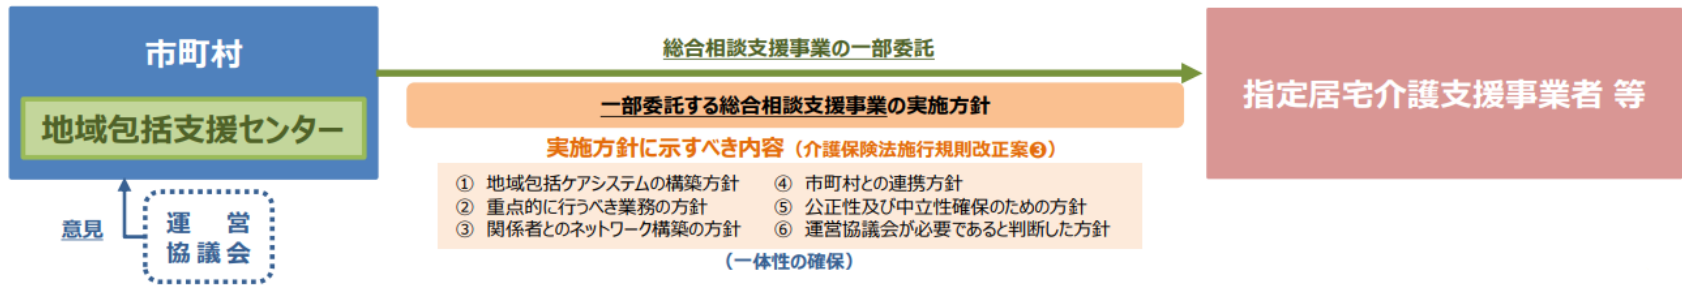 市町村
地域包括支援センター
意見
運 営
協議会
総合相談支援事業の一部委託
一部委託する総合相談支援事業の実施方針
実施方針に示すべき内容（介護保険法施行規則改正案❸）
① 地域包括ケアシステムの構築方針
② 重点的に行うべき業務の方針
③ 関係者とのネットワーク構築の方針
④ 市町村との連携方針
⑤ 公正性及び中立性確保のための方針
⑥ 運営協議会が必要であると判断した方針
（一体性の確保）
指定居宅介護支援事業者 等